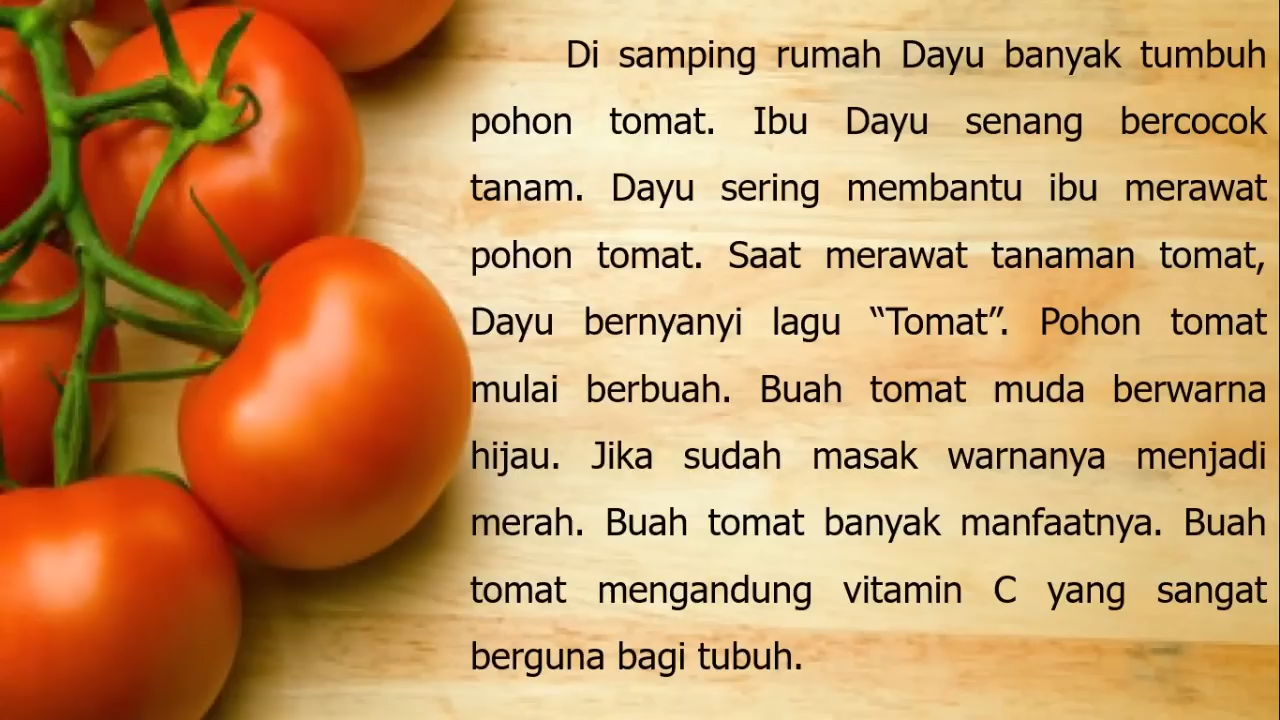 Di samping rumah Dayu banyak tumbuh
pohon tomat. Ibu Dayu senang bercocok
tanam. Dayu sering membantu ibu merawat
pohon tomat. Saat merawat tanaman tomat,
Dayu bernyanyi lagu “Tomat”. Pohon tomat
mulai berbuah. Buah tomat muda berwarna
hijau. Jika sudah masak warnanya menjadi
merah. Buah tomat banyak manfaatnya. Buah
tomat mengandung vitamin C yang sangat
berguna bagi tubuh.